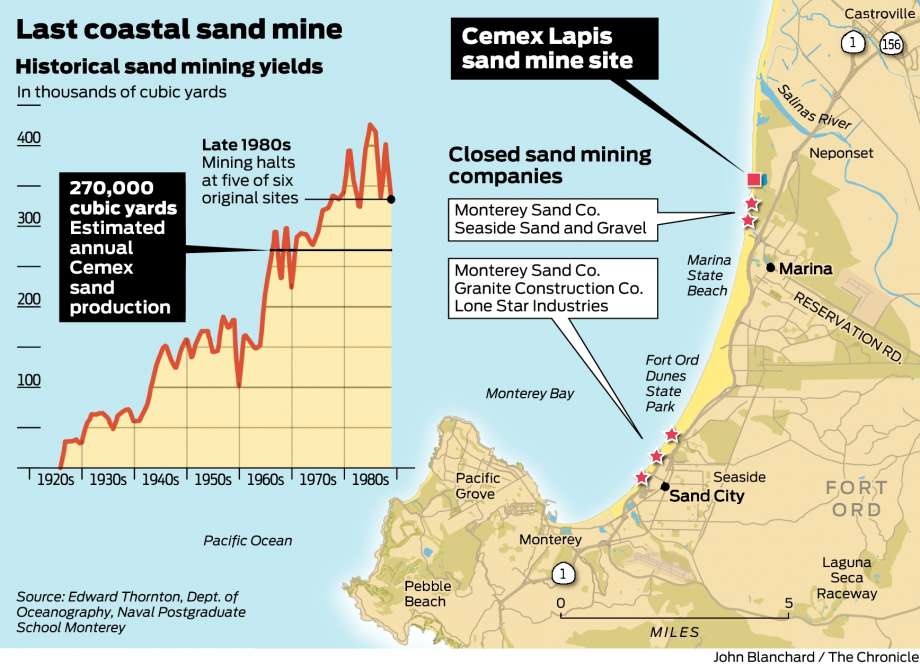 Last coastal sand mine
Historical sand mining yields
In thousands of cubic yards
400
300
200
100
Late 1980s
Mining halts
at five of six
original sites
270,000
cubic yards
Estimated
annual
Cemex
sand
production
1920s
1930s
1940s
1950s
1960s
1970s
1980s
Cemex Lapis
sand mine site
Closed sand mining
companies
Monterey Sand Co.
Seaside Sand and Gravel
Monterey Sand Co.
Granite Construction Co.
Lone Star Industries
Castroville
1
156
Salinas River
Neponset
Marina
State
Beach
Marina
RESERVATION RD.
Fort Ord
Dunes
State
Park
Monterey Bay
Pacific
Grove
Seaside
Sand City
FORT
ORD
Monterey
1
Pacific Ocean
Pebble
Beach
Laguna
Seca
Raceway
0
5
MILES
Source: Edward Thornton, Dept. of
Oceanography, Naval Postgraduate
School Monterey
John Blanchard / The Chronicle